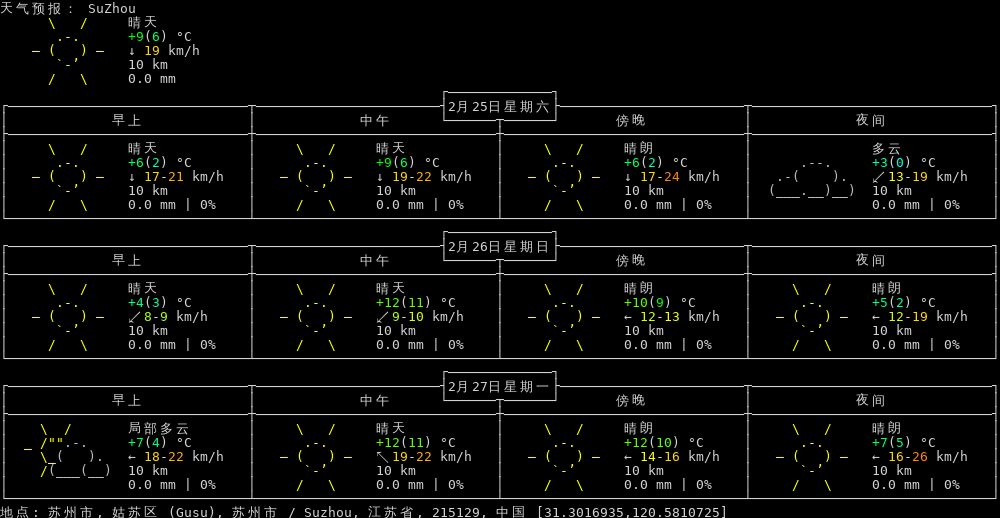 天气预报: SuZhou
晴天
+9(6) °C
↓ 19 km/h
10 km
0.0 mm
2月25日星期六
早上 中午 傍晚 夜间
晴天 晴天 晴朗 多云
+6(2) °C +9(6) °C +6(2) °C +3(0) °C
↓ 17-21 km/h ↓ 19-22 km/h ↓ 17-24 km/h ↙ 13-19 km/h
10 km 10 km 10 km 10 km
0.0 mm | 0% 0.0 mm | 0% 0.0 mm | 0% 0.0 mm | 0%
2月26日星期日
早上 中午 傍晚 夜间
晴天 晴天 晴朗 晴朗
+4(3) °C +12(11) °C +10(9) °C +5(2) °C
↙ 8-9 km/h ↙ 9-10 km/h ← 12-13 km/h ← 12-19 km/h
10 km 10 km 10 km 10 km
0.0 mm | 0% 0.0 mm | 0% 0.0 mm | 0% 0.0 mm | 0%
2月27日星期一
早上 中午 傍晚 夜间
局部多云 晴天 晴朗 晴朗
+7(4) °C +12(11) °C +12(10) °C +7(5) °C
← 18-22 km/h ↖ 19-22 km/h ← 14-16 km/h ← 16-26 km/h
10 km 10 km 10 km 10 km
0.0 mm | 0% 0.0 mm | 0% 0.0 mm | 0% 0.0 mm | 0%
地点: 苏州市, 姑苏区 (Gusu), 苏州市 / Suzhou, 江苏省, 215129, 中国 [31.3016935,120.5810725]